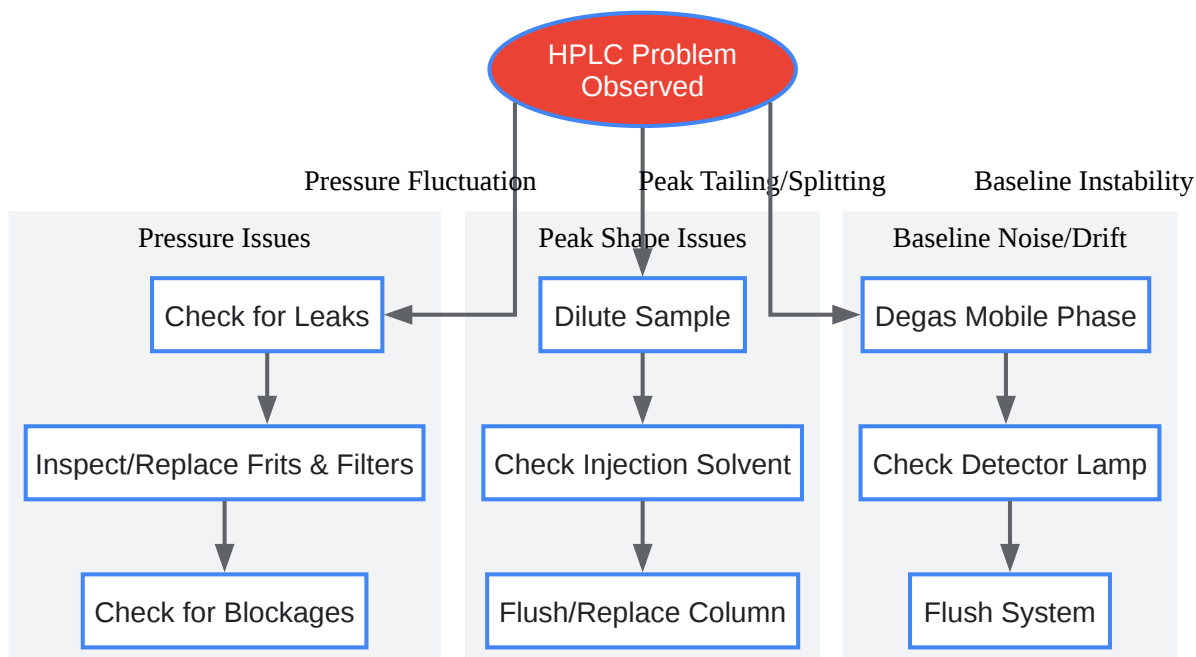 HPLC Problem
Observed
Pressure Fluctuation
Peak Tailing/Splitting
Baseline Instability
Pressure Issues
Peak Shape Issues
Baseline Noise/Drift
Check for Leaks
Dilute Sample
Degas Mobile Phase
Inspect/Replace Frits & Filters
Check Injection Solvent
Check Detector Lamp
Check for Blockages
Flush/Replace Column
Flush System